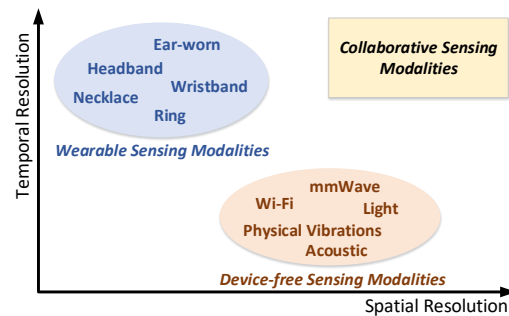 Temporal Resolution
Ear-worn
Headband
Wristband
Necklace
Ring
Wearable Sensing Modalities
Collaborative Sensing
Modalities
mmWave
Wi-Fi
Light
Physical Vibrations
Acoustic
Device-free Sensing Modalities
Spatial Resolution